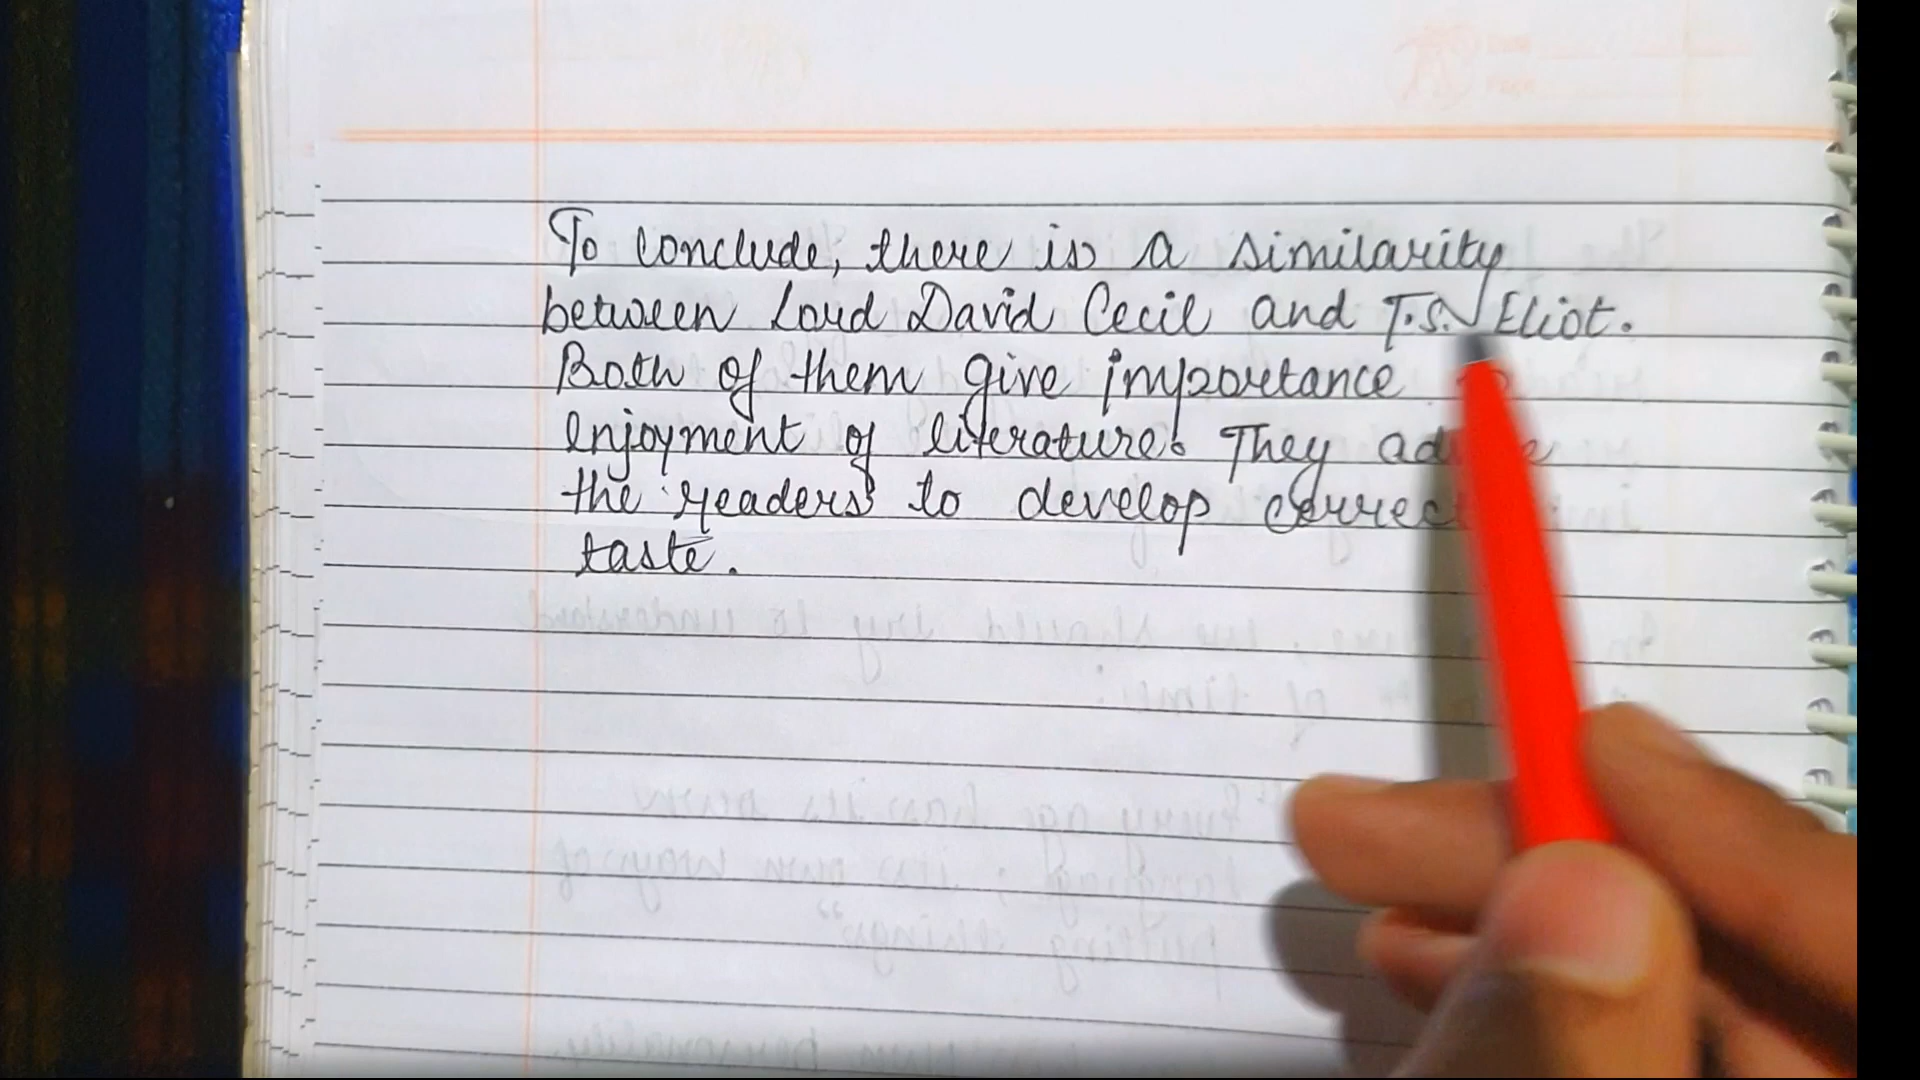 To conclude, there is a similarity
between Lord David Cecil and T.S. Eliot.
Both of them give importance
enjoyment of literature. They
the readers to develop correct
taste.